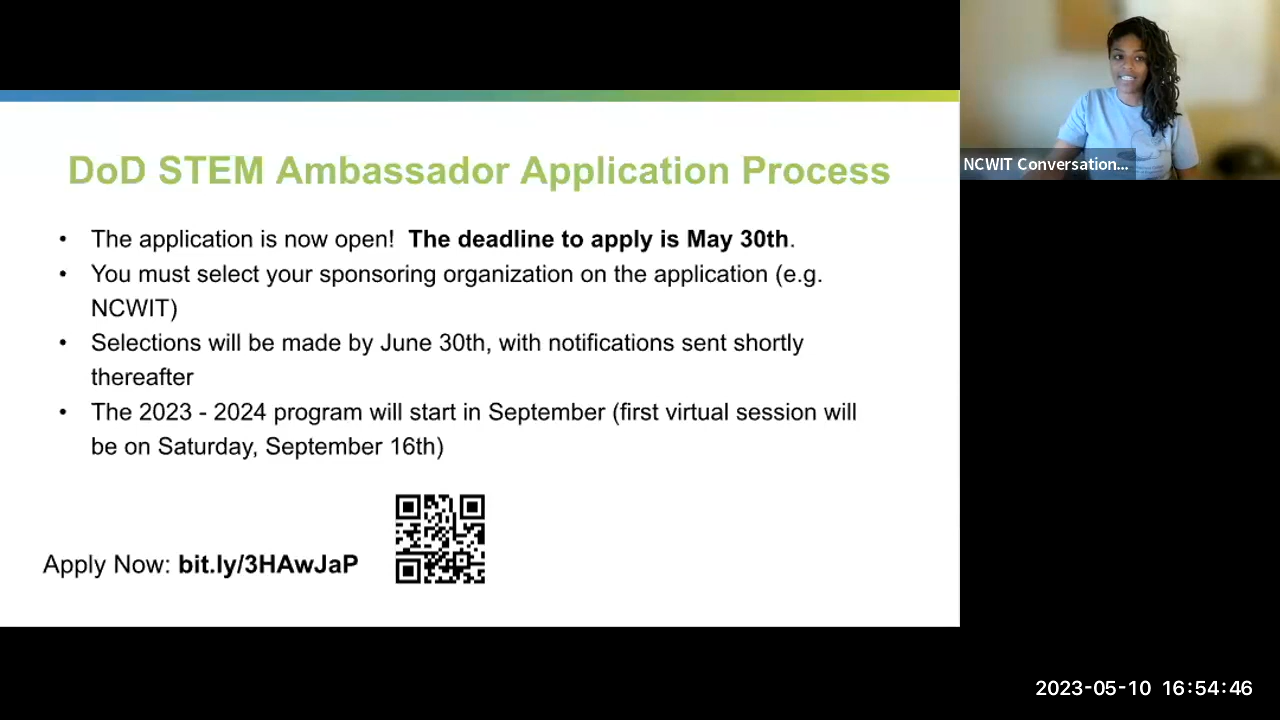 DoD STEM Ambassador Application Process
• The application is now open!  The deadline to apply is May 30th.
• You must select your sponsoring organization on the application (e.g.
NCWIT)
• Selections will be made by June 30th, with notifications sent shortly
thereafter
• The 2023 - 2024 program will start in September (first virtual session will
be on Saturday, September 16th)
Apply Now: bit.ly/3HAwJaP
NCWIT Conversation...
2023-05-10 16:54:46